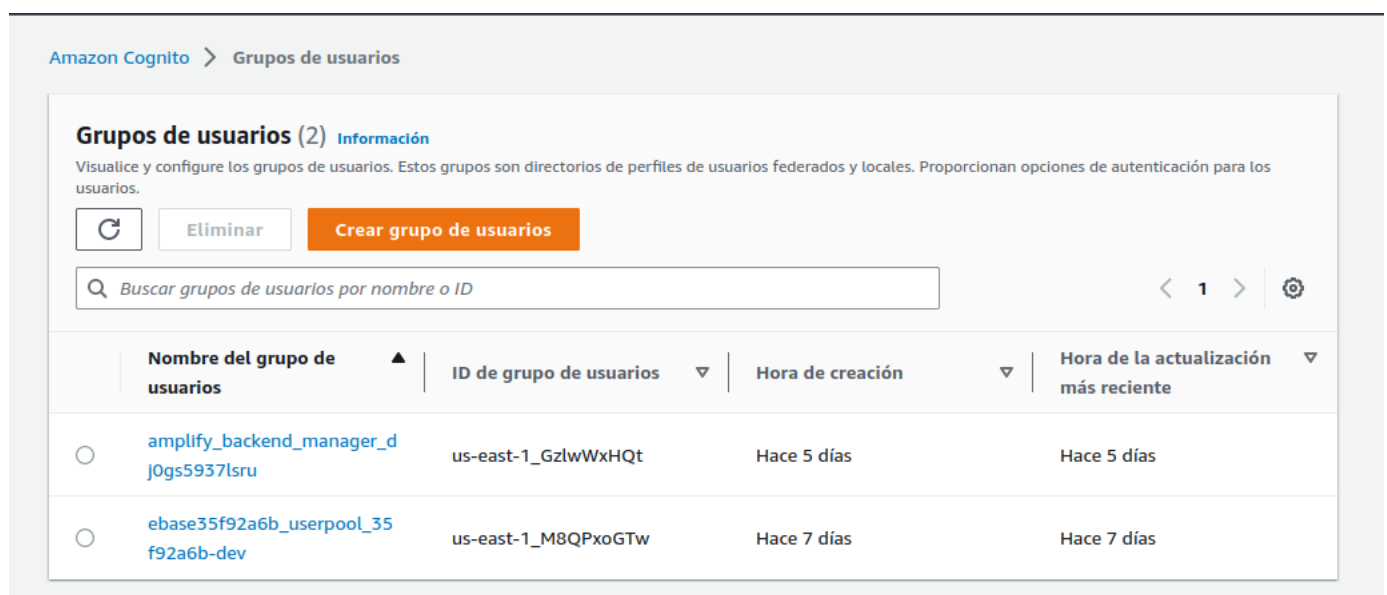 Amazon Cognito > Grupos de usuarios
Grupos de usuarios (2) Información
Visualice y configure los grupos de usuarios. Estos grupos son directorios de perfiles de usuarios federados y locales. Proporcionan opciones de autenticación para los
usuarios.
Eliminar Crear grupo de usuarios
Buscar grupos de usuarios por nombre o ID
1
Nombre del grupo de
usuarios
ID de grupo de usuarios
Hora de creación
Hora de la actualización
más reciente
amplify_backend_manager_d
j0gs5937lsru
us-east-1_GzlwWxHQt
Hace 5 días
Hace 5 días
ebase35f92a6b_userpool_35
f92a6b-dev
us-east-1_M8QPxoGTw
Hace 7 días
Hace 7 días